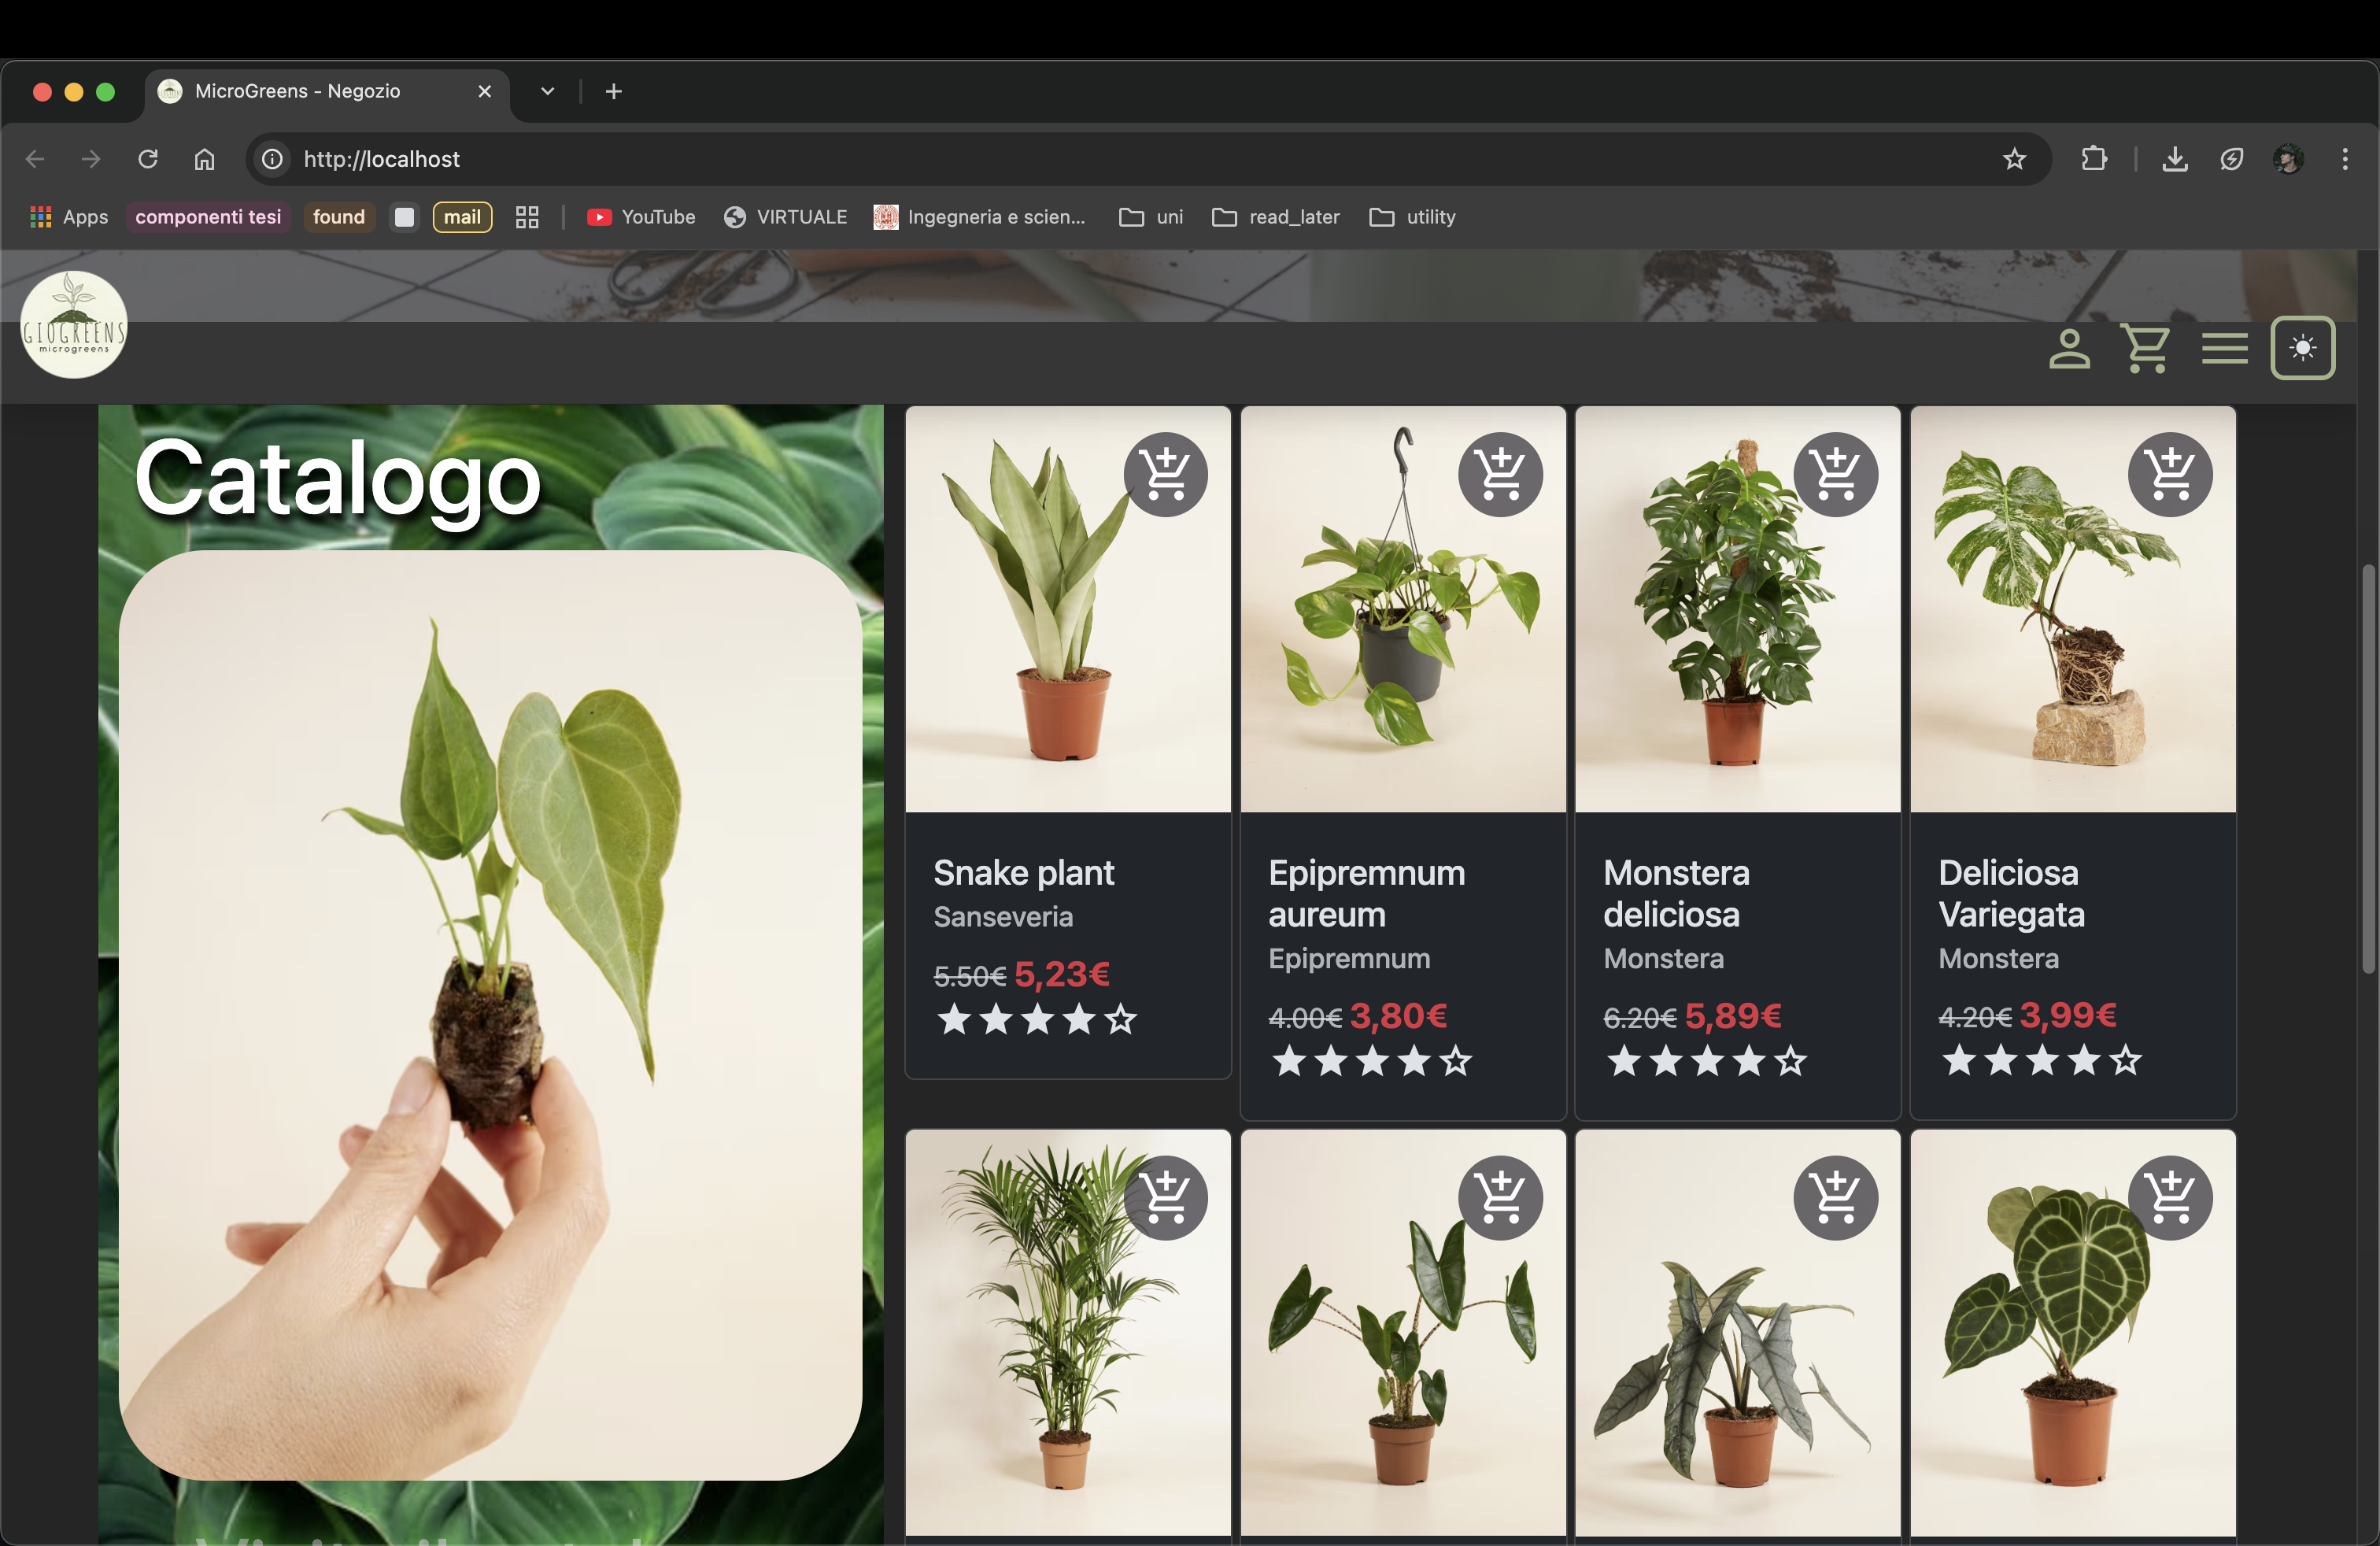 MicroGreens - Negozio
http://localhost
Apps
componenti tesi
found
mail
YouTube
VIRTUALE
Ingegneria e scien...
uni
read_later
utility
GIOGREENS
microgreens
Catalogo
Snake plant
Sanseveria
5.50€ 5,23€
Epipremnum
aureum
Epipremnum
4.00€ 3,80€
Monstera
deliciosa
Monstera
6.20€ 5,89€
Deliciosa
Variegata
Monstera
4.20€ 3,99€